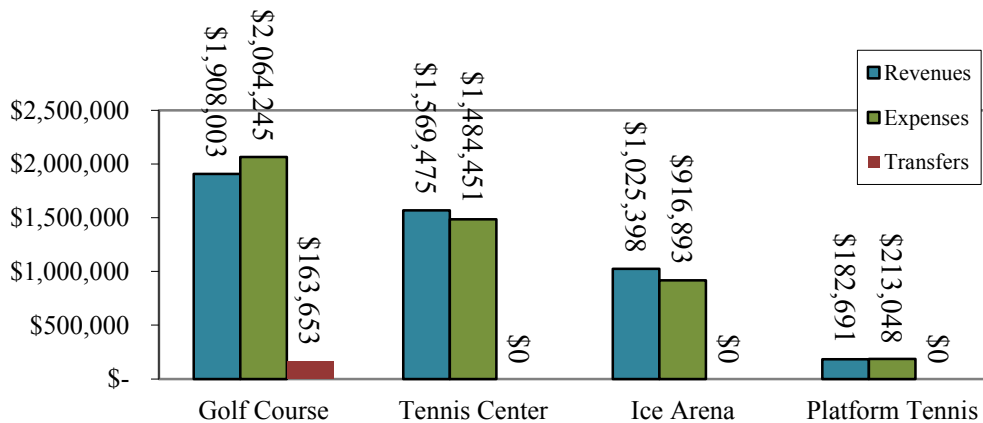 Revenues
Expenses
Transfers
$2,500,000
$2,000,000
$1,500,000
$1,000,000
$500,000
$-
$1,908,003
$2,064,245
$163,653
$1,569,475
$1,484,451
$0
$1,025,398
$916,893
$0
$182,691
$213,048
$0
Golf Course
Tennis Center
Ice Arena
Platform Tennis